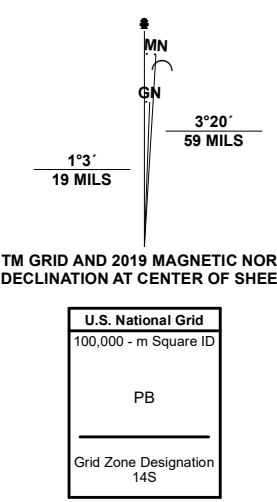 MN
GN
3°20´
59 MILS
1°3´
19 MILS
TM GRID AND 2019 MAGNETIC NOR
DECLINATION AT CENTER OF SHEE
U.S. National Grid
100,000 - m Square ID
PB
Grid Zone Designation
14S